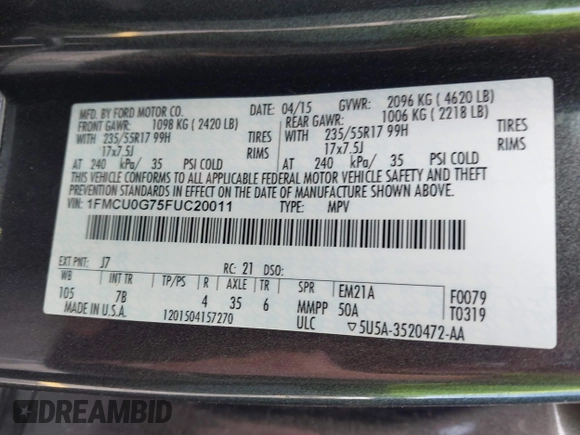 MFD. BY FORD MOTOR CO. DATE: 04/15 GVWR: 2096 KG ( 4620 LB)
FRONT GAWR: 1098 KG ( 2420 LB) REAR GAWR: 1006 KG ( 2218 LB)
WITH 235/55R17 99H TIRES WITH 235/55R17 99H TIRES
17x7.5J RIMS 17x7.5J RIMS
AT 240 kPa/ 35 PSI COLD AT 240 kPa/ 35 PSI COLD
THIS VEHICLE CONFORMS TO ALL APPLICABLE FEDERAL MOTOR VEHICLE SAFETY AND THEFT
PREVENTION STANDARDS IN EFFECT ON THE DATE OF MANUFACTURE SHOWN ABOVE.
VIN: 1FMCU0G75FUC20011 TYPE: MPV
EXT PNT: J7 RC: 21 DSO:
WB INT TR TP/PS R AXLE TR SPR EM21A F0079
105 7B 4 35 6 MMPP 50A T0319
MADE IN U.S.A. 1201504157270 ULC ▽5U5A-3520472-AA
DREAMBID